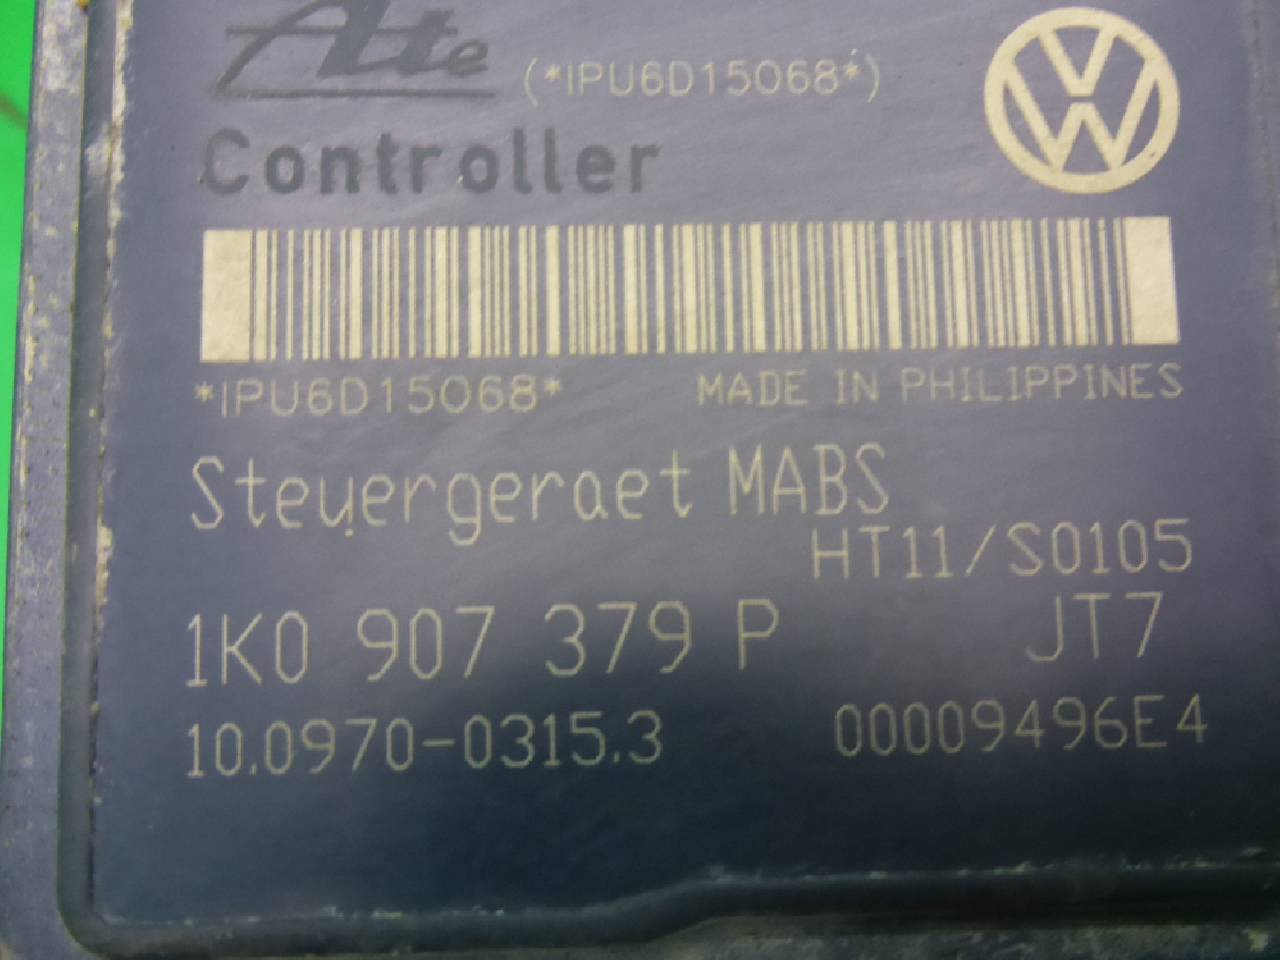 Ate (*IPU6D15068*)
Controller
*IPU6D15068* MADE IN PHILIPPINES
Steuergeraet MABS
HT11/S0105
1K0 907 379 P JT7
10.0970-0315.3 00009496E4